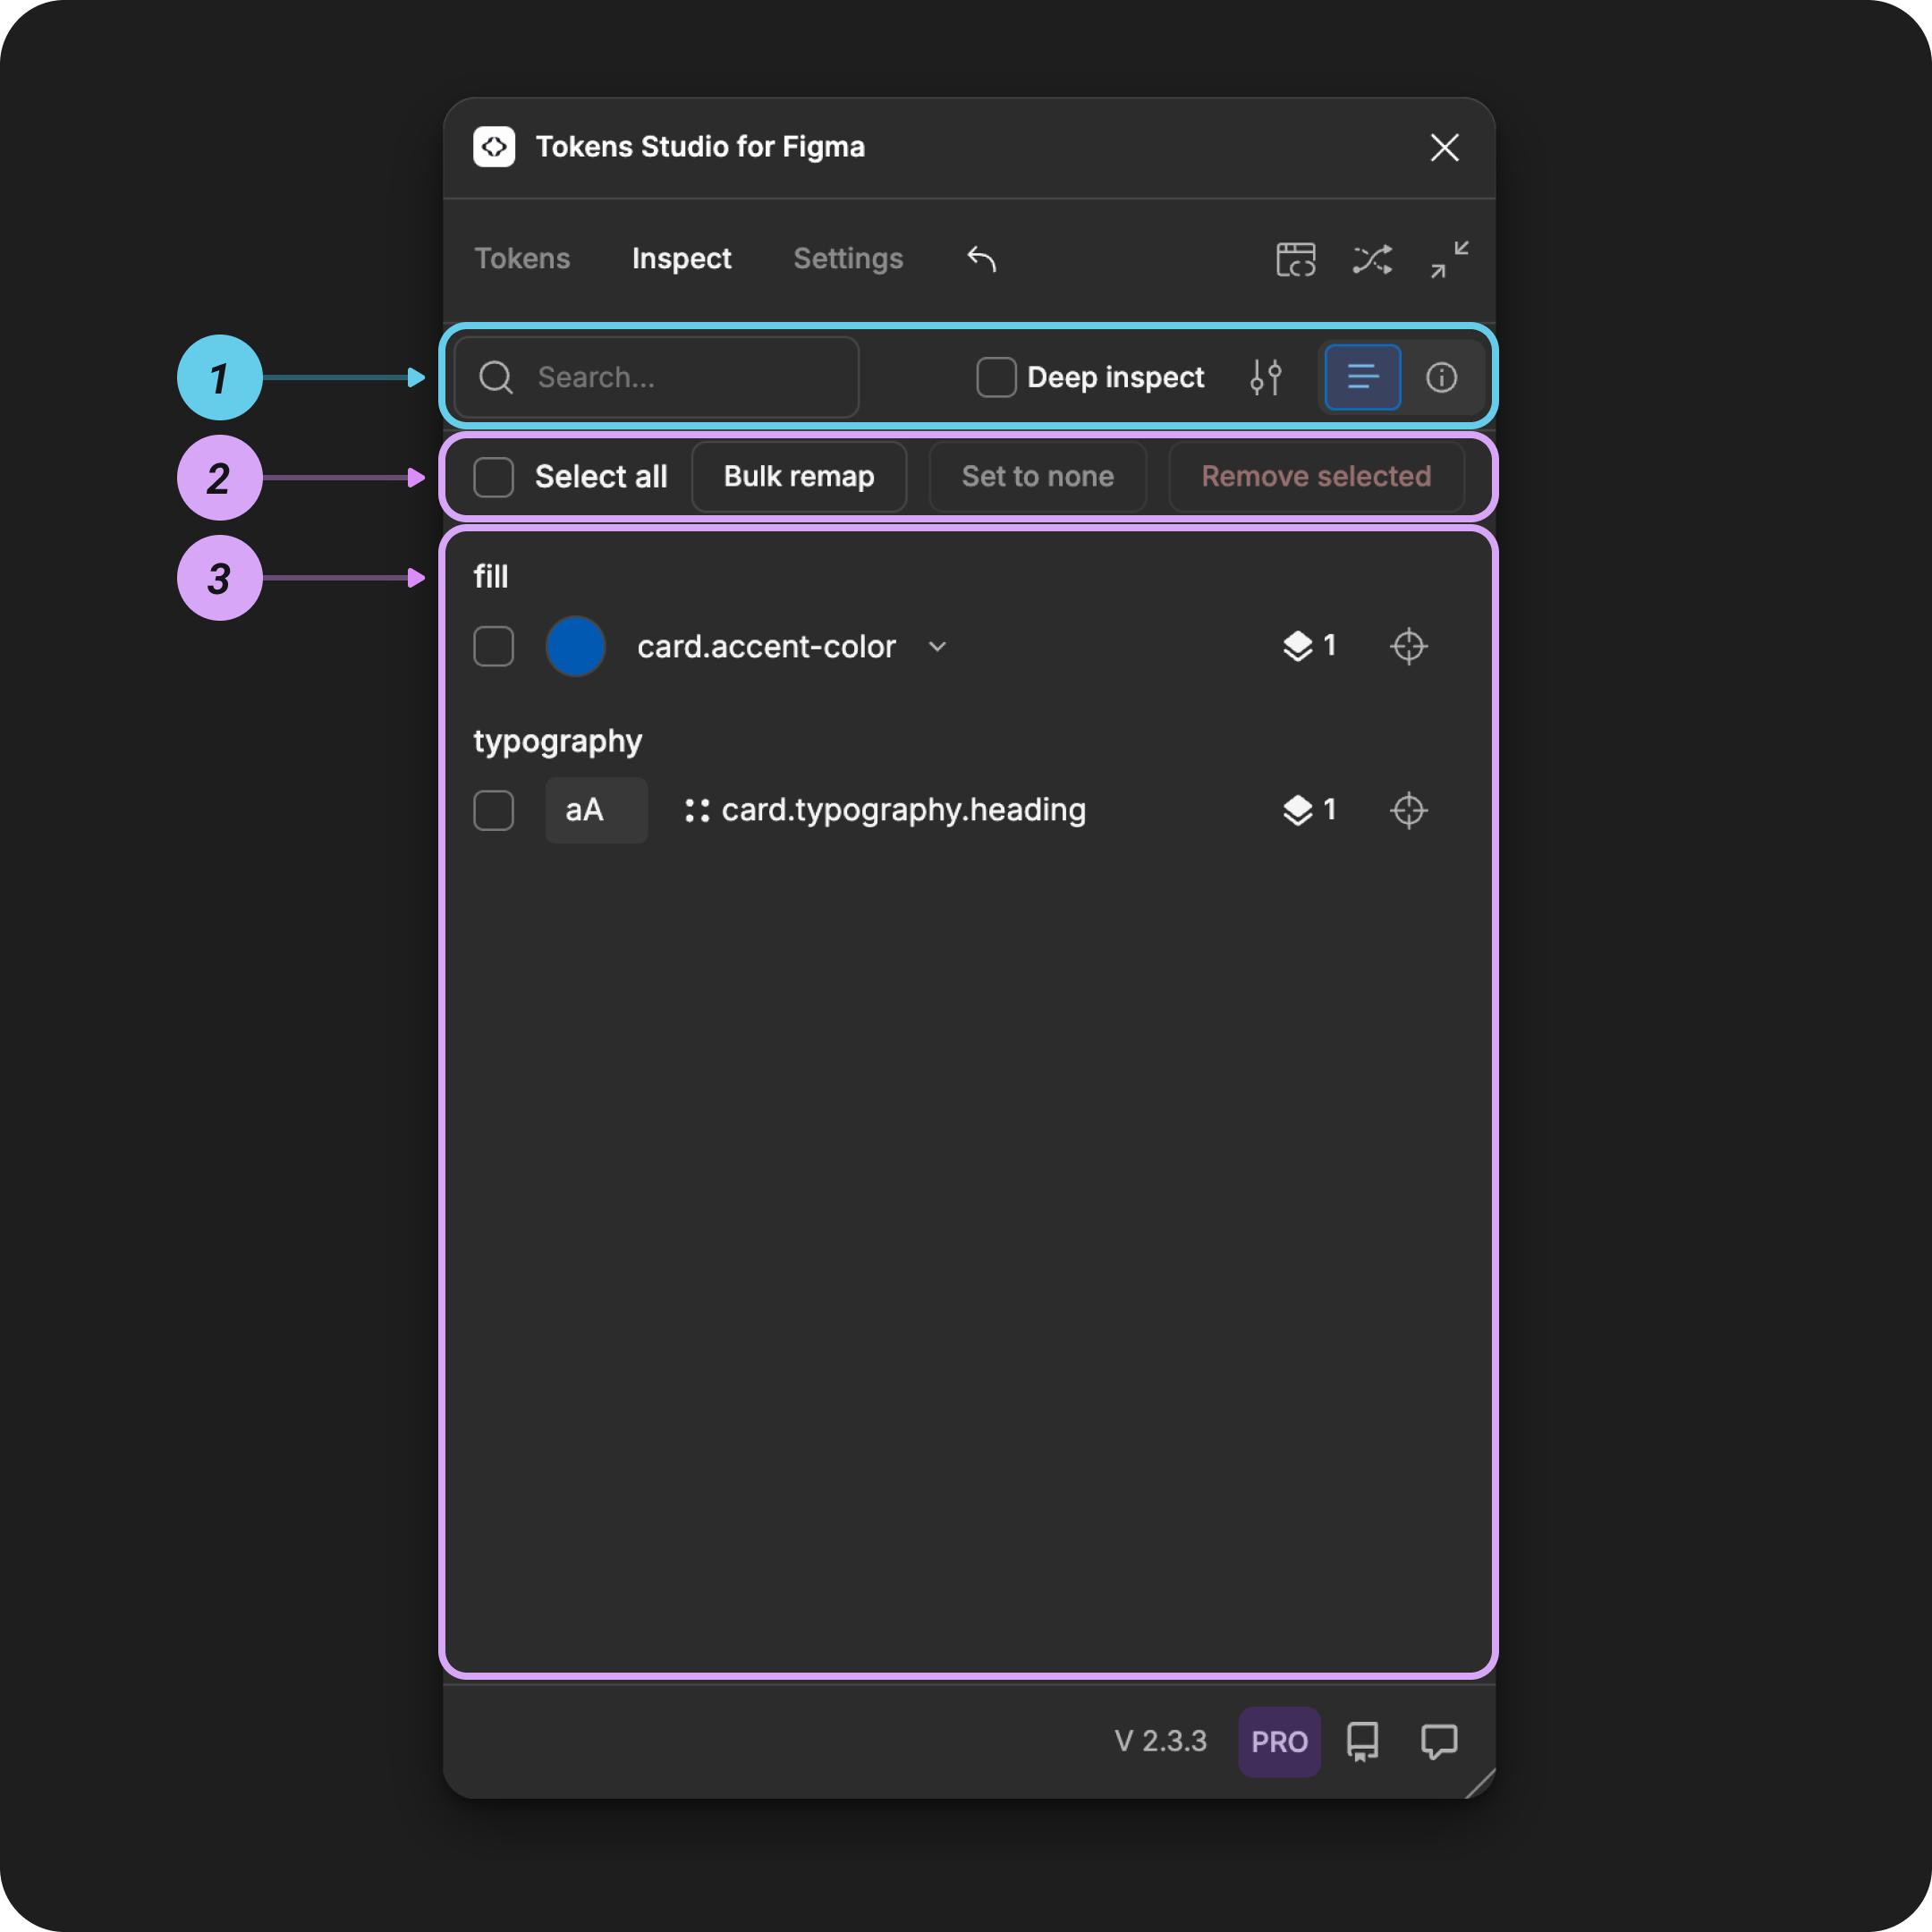 Tokens Studio for Figma
Tokens Inspect Settings
1 Search... Deep inspect
2 Select all Bulk remap Set to none Remove selected
3 fill
card.accent-color 1
typography
aA card.typography.heading 1
V 2.3.3 PRO